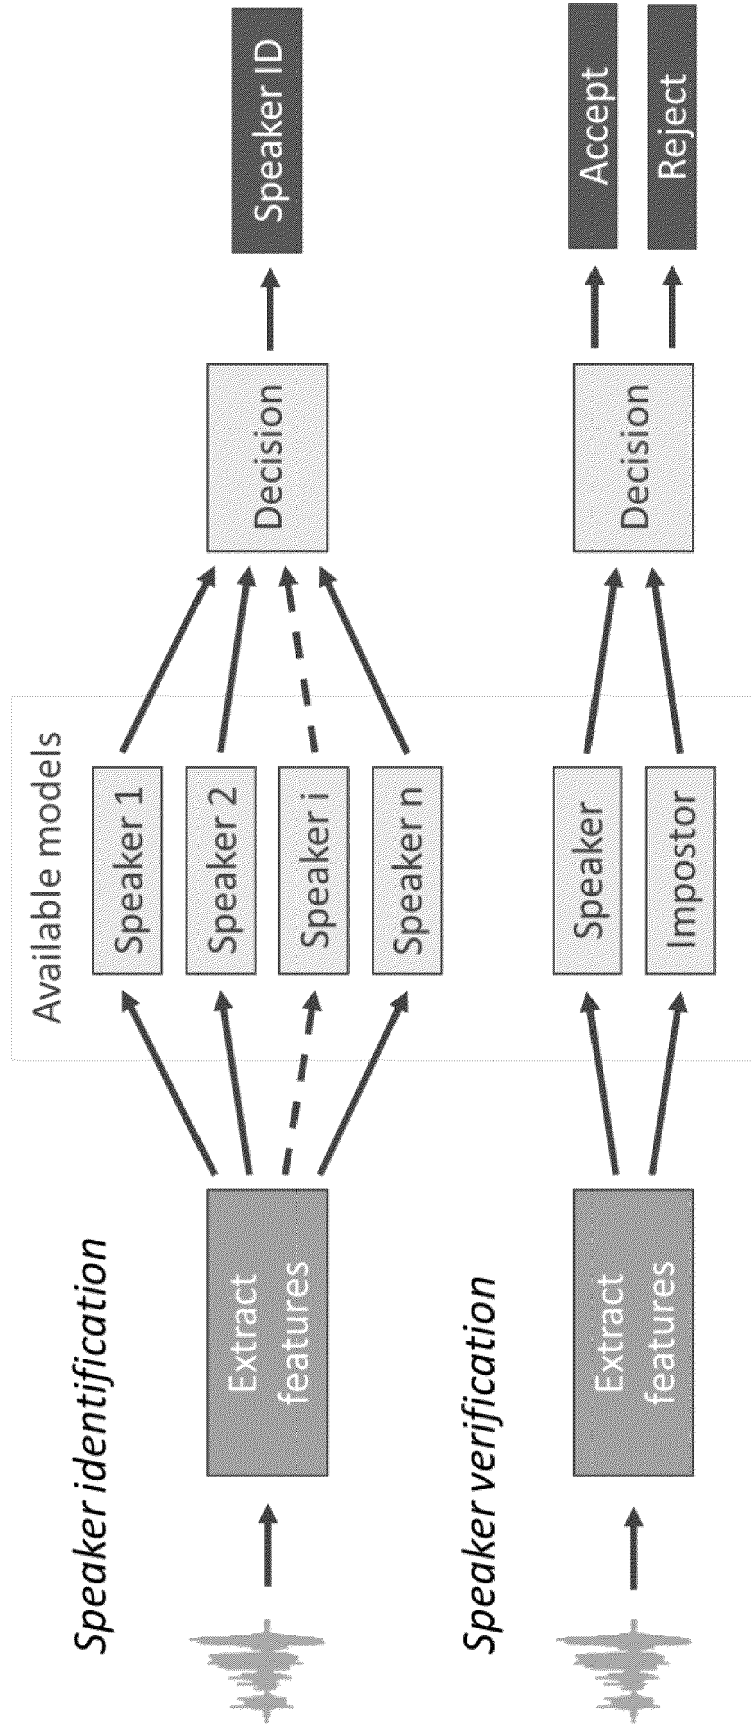 Speaker identification
Available models
Extract
features
Speaker 1
Speaker 2
Speaker i
Speaker n
Decision
Speaker ID
Speaker verification
Extract
features
Speaker
Impostor
Decision
Accept
Reject